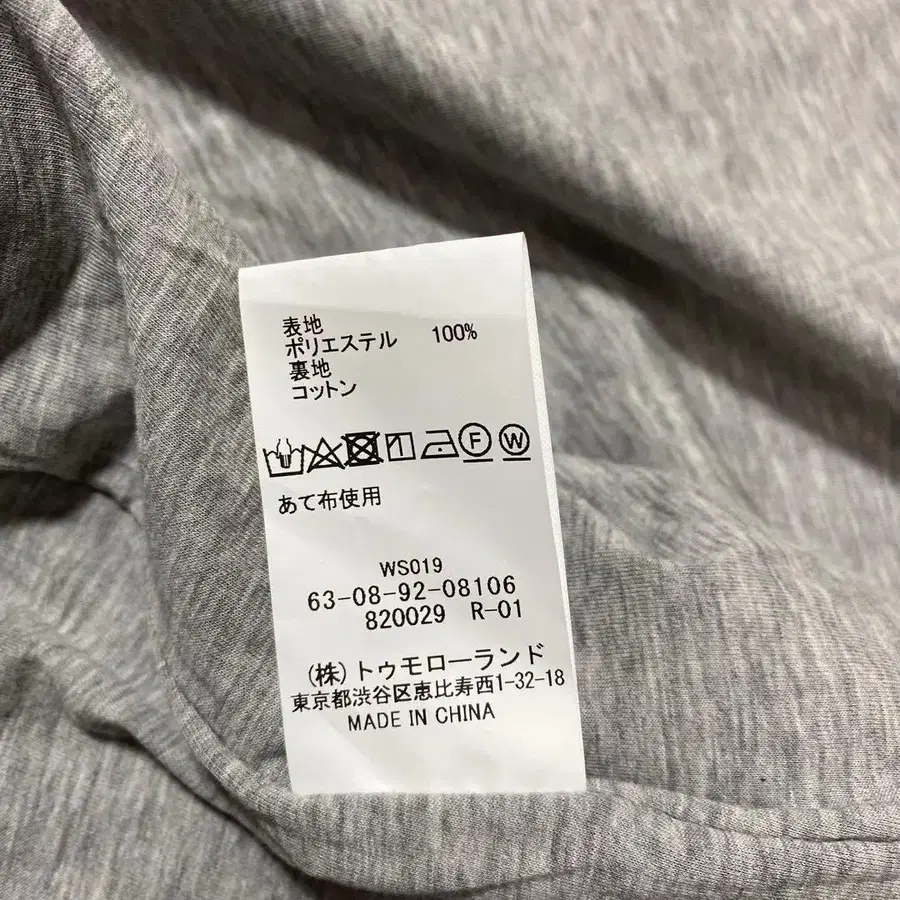 表地
ポリエステル 100%
裏地
コットン
F W
あて布使用
WS019
63-08-92-08106
820029 R-01
(株)トゥモローランド
東京都渋谷区恵比寿西1-32-18
MADE IN CHINA